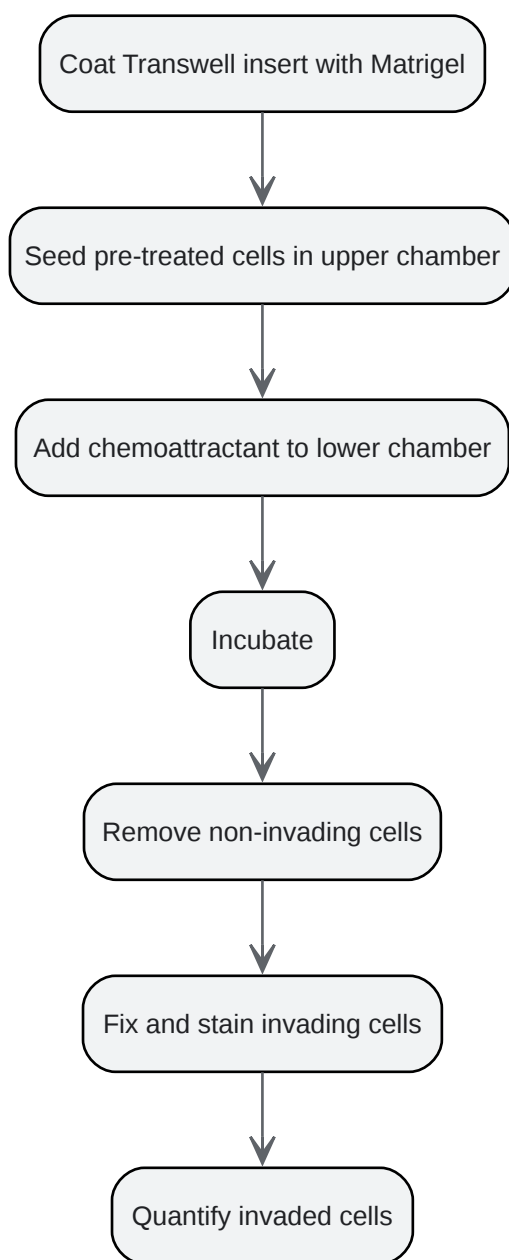 Coat Transwell insert with Matrigel
Seed pre-treated cells in upper chamber
Add chemoattractant to lower chamber
Incubate
Remove non-invading cells
Fix and stain invading cells
Quantify invaded cells